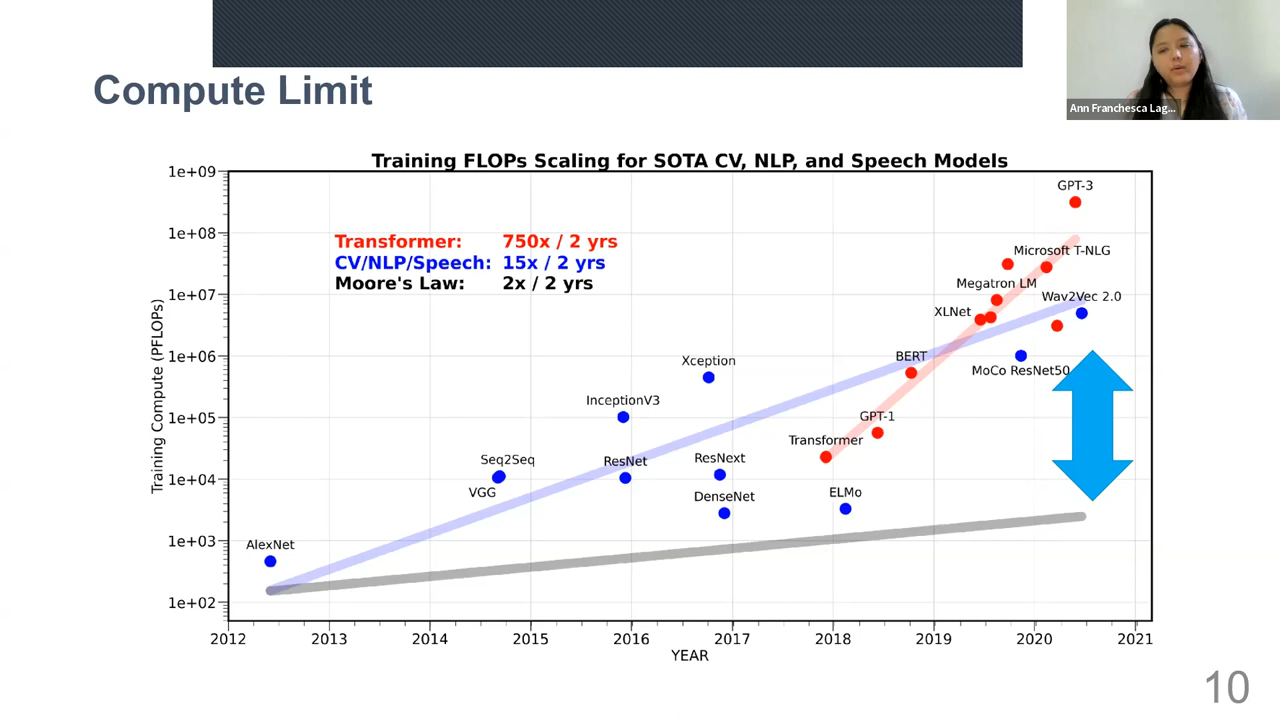 Compute Limit
Ann Franchesca Lag...
Training FLOPs Scaling for SOTA CV, NLP, and Speech Models
Training Compute (PFLOPs)
1e+09
1e+08
1e+07
1e+06
1e+05
1e+04
1e+03
1e+02
Transformer: 750x / 2 yrs
CV/NLP/Speech: 15x / 2 yrs
Moore's Law: 2x / 2 yrs
GPT-3
Microsoft T-NLG
Megatron LM
Wav2Vec 2.0
XLNet
BERT
MoCo ResNet50
Xception
InceptionV3
GPT-1
Transformer
Seq2Seq
ResNet
ResNext
VGG
DenseNet
ELMo
AlexNet
2012 2013 2014 2015 2016 2017 2018 2019 2020 2021
YEAR
10